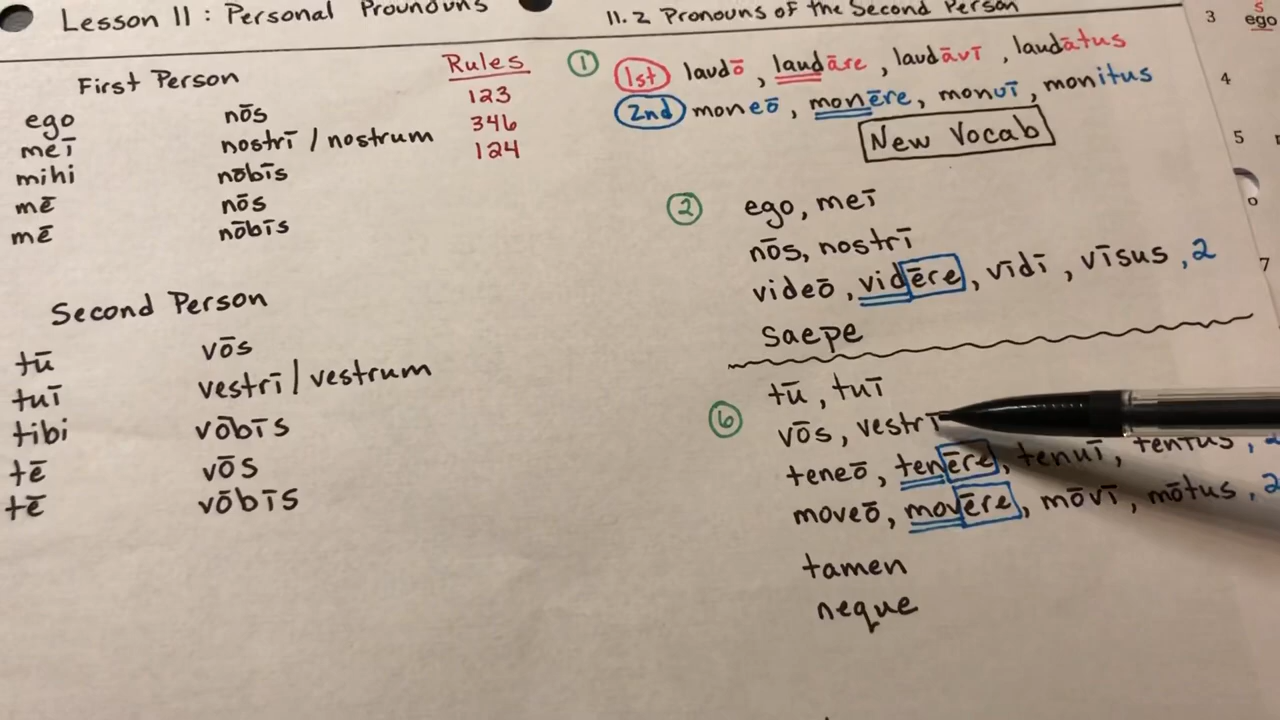 Lesson 11: Personal Prounouns
First Person
ego nōs
meī nostrī / nostrum
mihi nōbīs
mē nōs
mē nōbīs
Rules
123
346
124
Second Person
tū vōs
tuī vestrī / vestrum
tibi vōbīs
tē vōs
tē vōbīs
11.2 Pronouns of the Second Person
① 1st laudō, laudāre, laudāvī, laudātus
2nd moneō, monēre, monuī, monitus
New Vocab
② ego, meī
nōs, nostrī
videō, vidēre, vīdī, vīsus, 2
saepe
⑥ tū, tuī
vōs, vestrī
teneō, tenēre, tenuī, tentus,
moveō, movēre, mōvī, mōtus, 2
tamen
neque
3 ego
4
5
7